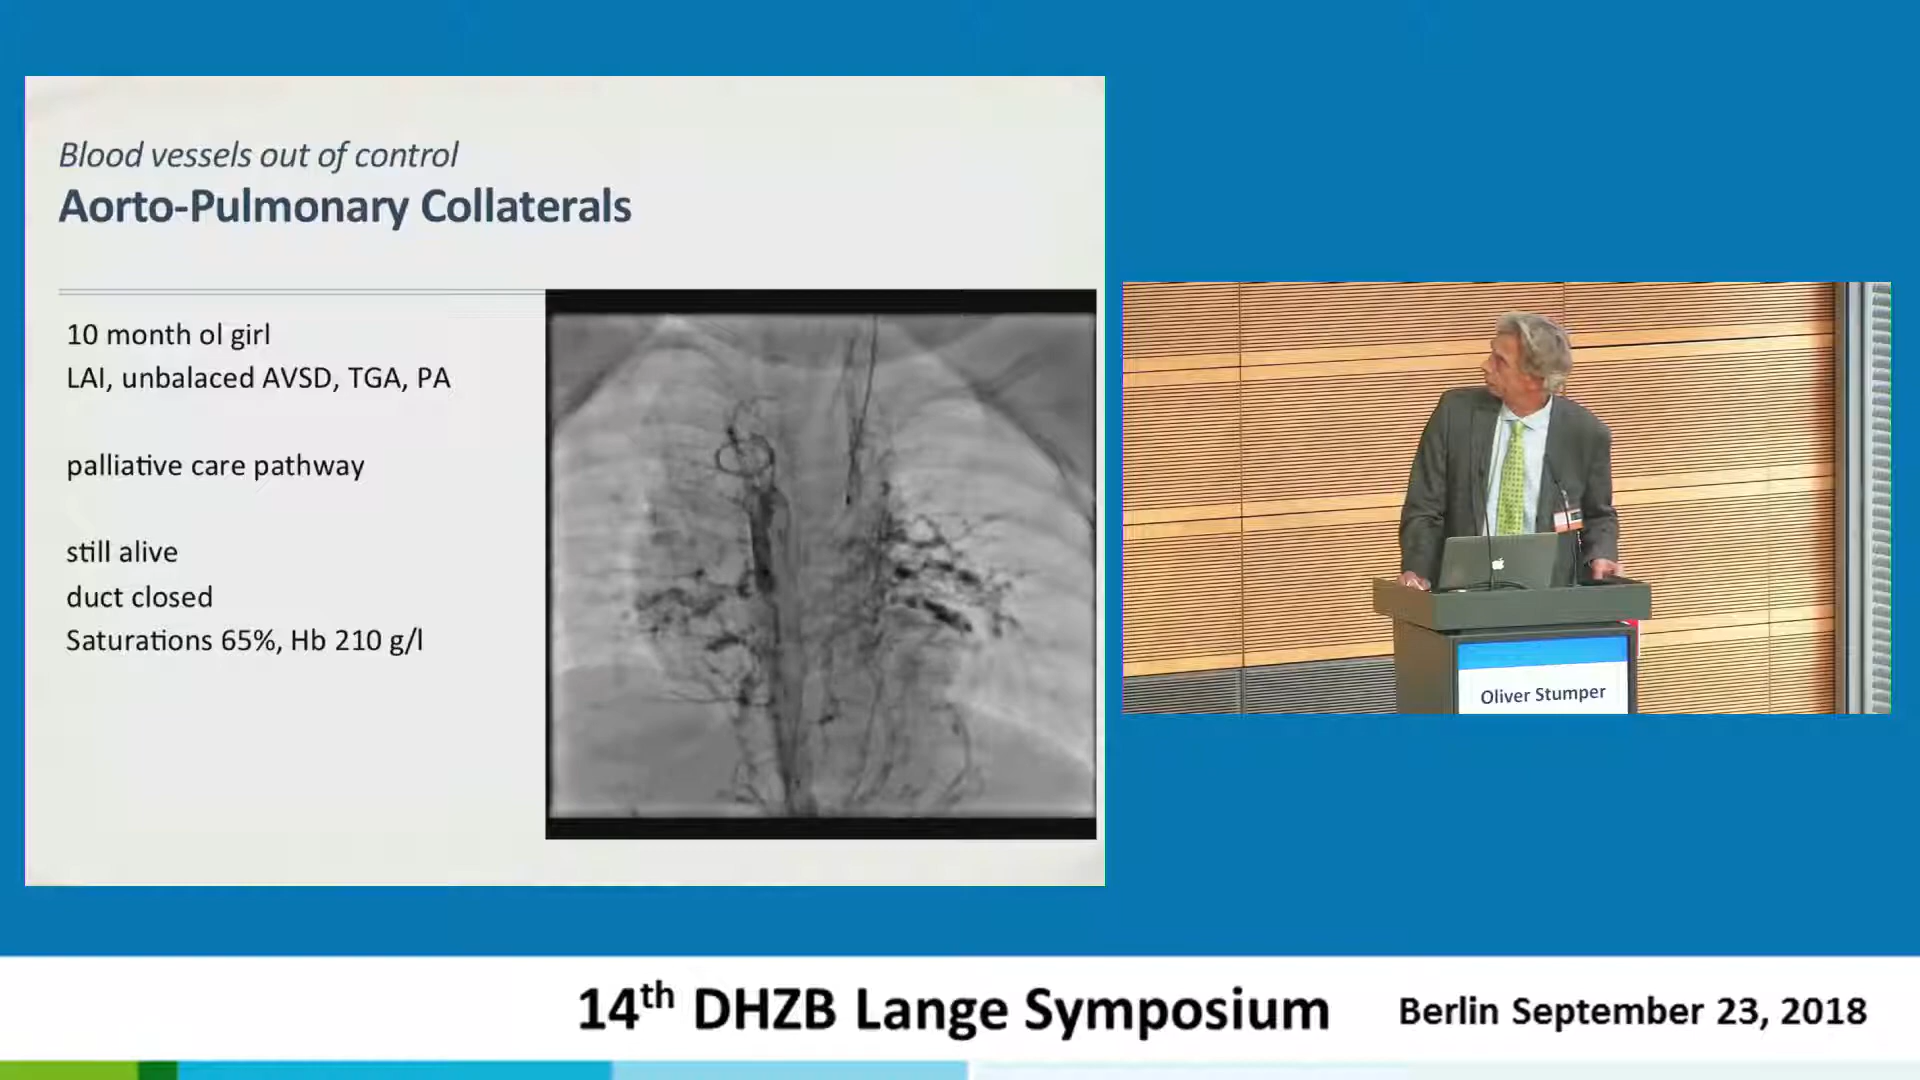 Blood vessels out of control
Aorto-Pulmonary Collaterals
10 month ol girl
LAI, unbalaced AVSD, TGA, PA
palliative care pathway
still alive
duct closed
Saturations 65%, Hb 210 g/l
Oliver Stumper
14th DHZB Lange Symposium
Berlin September 23, 2018